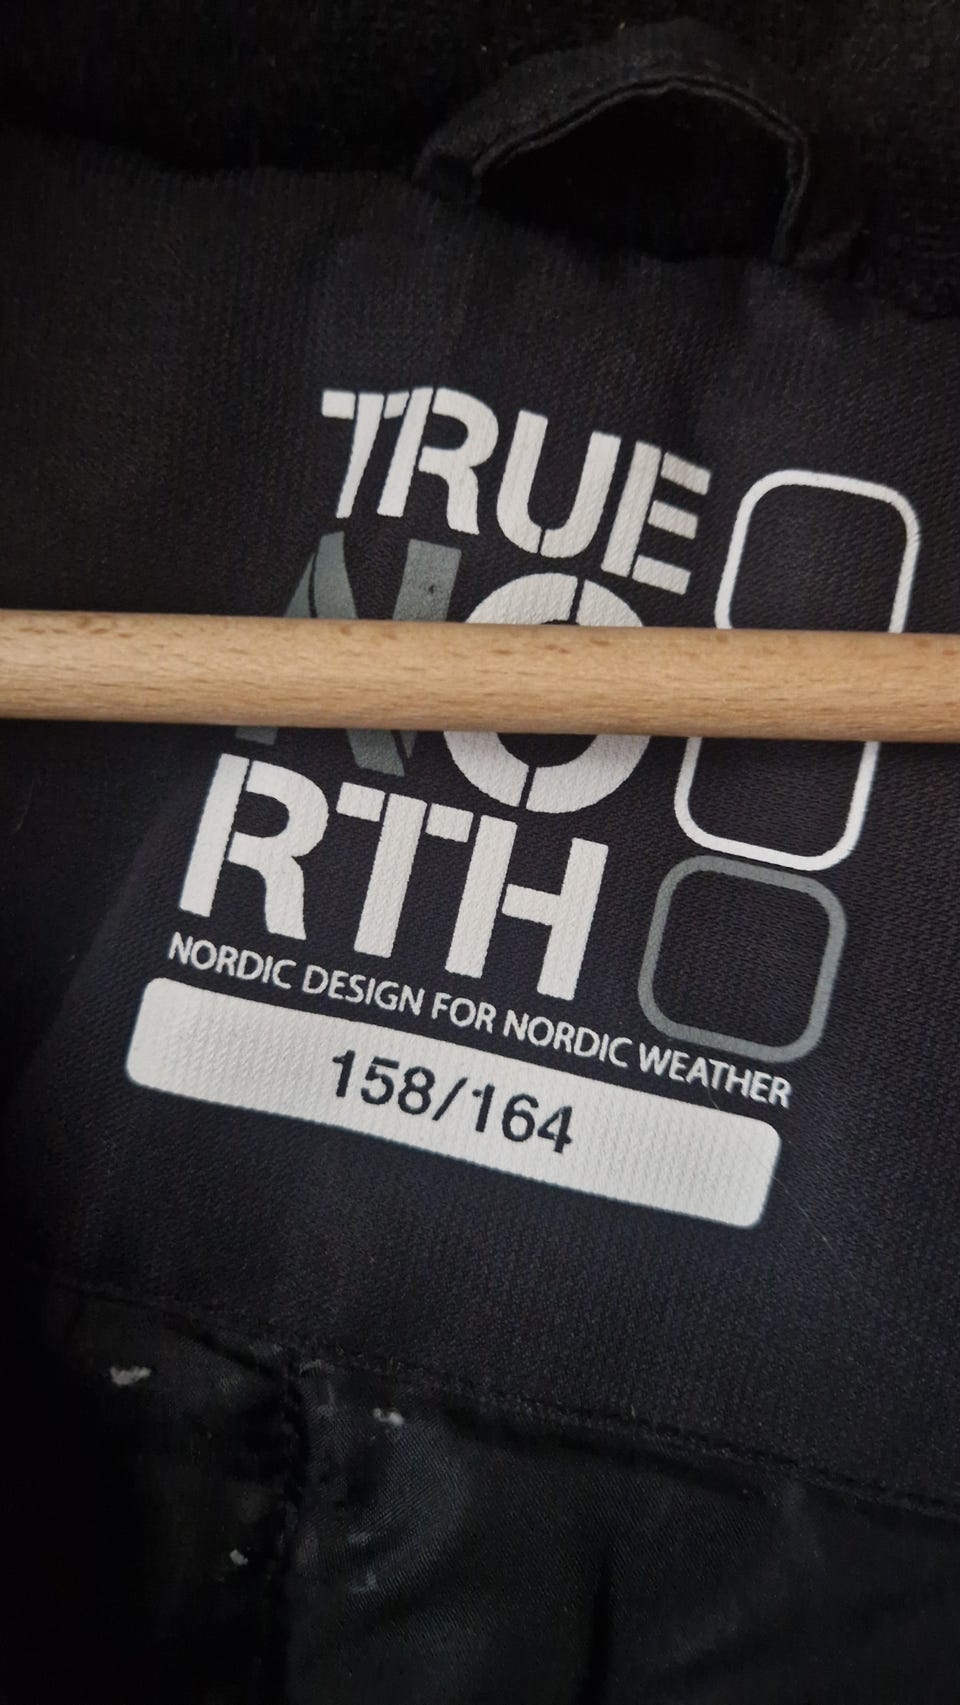 TRUE
NO
RTH
NORDIC DESIGN FOR NORDIC WEATHER
158/164